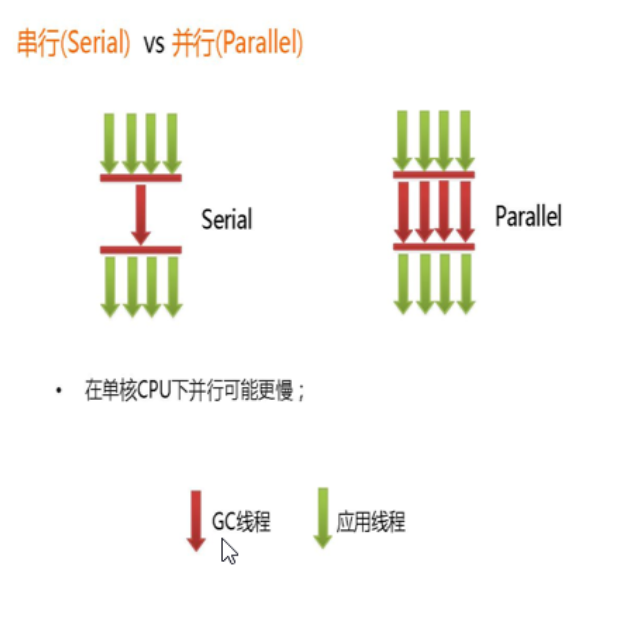 串行(Serial) vs 并行(Parallel)
Serial
Parallel
• 在单核CPU下并行可能更慢；
GC线程
应用线程